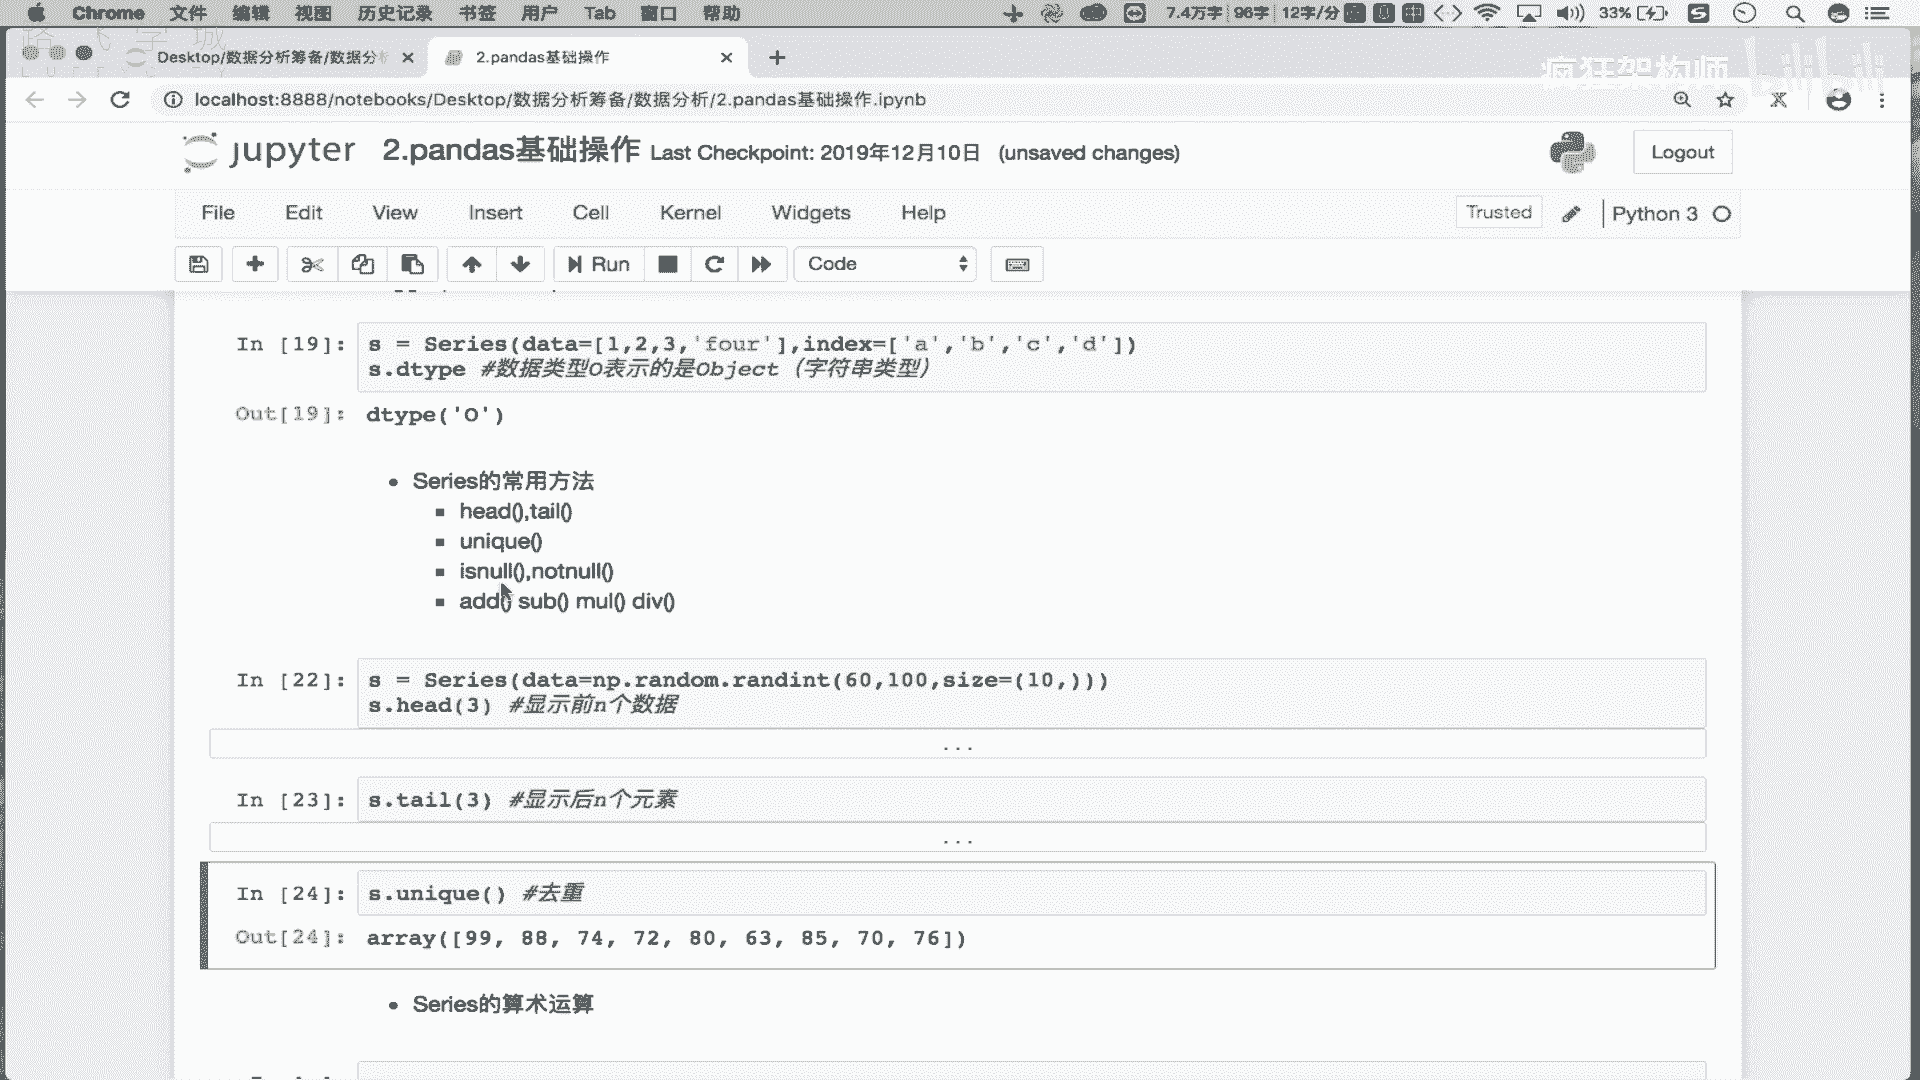 Chrome 文件 编辑 视图 历史记录 书签 用户 Tab 窗口 帮助 7.4万字 96字 12字/分 33%
Desktop/数据分析筹备/数据分析
2.pandas基础操作
疯狂架构师 bilibili
localhost:8888/notebooks/Desktop/数据分析筹备/数据分析/2.pandas基础操作.ipynb
jupyter 2.pandas基础操作 Last Checkpoint: 2019年12月10日 (unsaved changes) Logout
File Edit View Insert Cell Kernel Widgets Help Trusted Python 3
Run Code
In [19]: s = Series(data=[1,2,3,'four'],index=['a','b','c','d'])
s.dtype #数据类型O表示的是Object（字符串类型）
Out[19]: dtype('O')
Series的常用方法
head(),tail()
unique()
isnull(),notnull()
add() sub() mul() div()
In [22]: s = Series(data=np.random.randint(60,100,size=(10,)))
s.head(3) #显示前n个数据
...
In [23]: s.tail(3) #显示后n个元素
...
In [24]: s.unique() #去重
Out[24]: array([99, 88, 74, 72, 80, 63, 85, 70, 76])
Series的算术运算